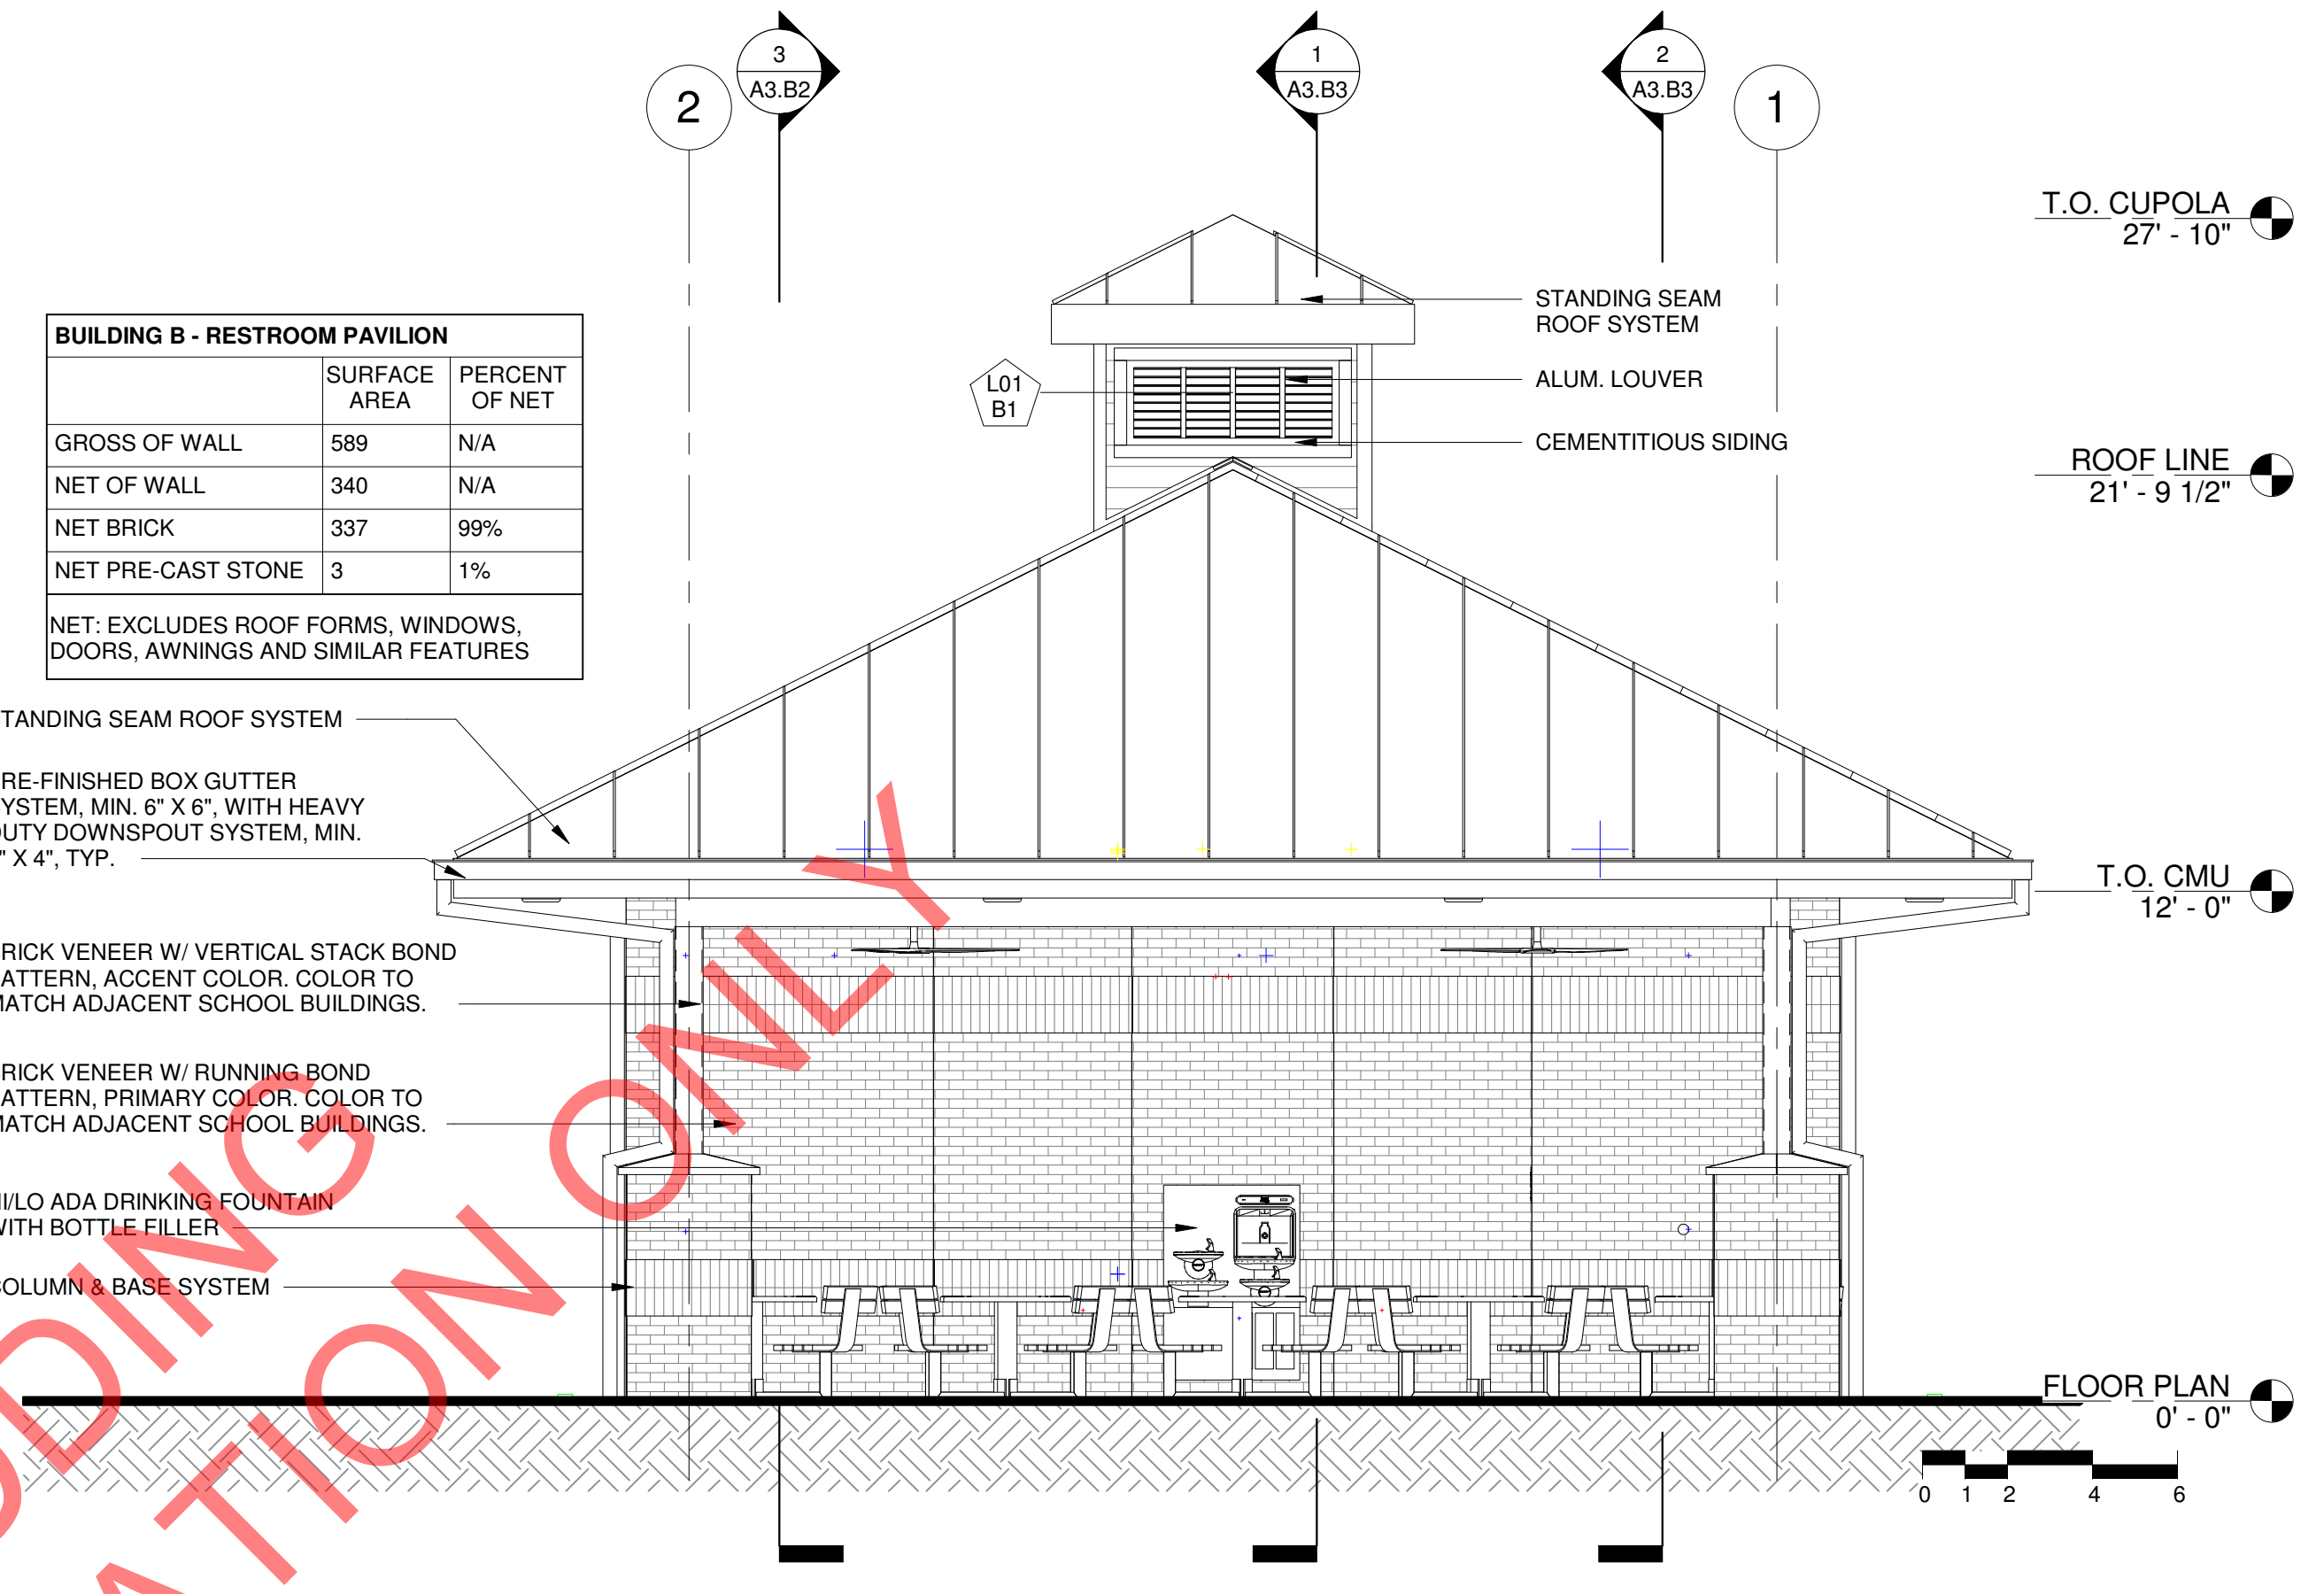 3
A3.B2
1
A3.B3
2
A3.B3
2
1
T.O. CUPOLA
27' - 10"
ROOF LINE
21' - 9 1/2"
T.O. CMU
12' - 0"
FLOOR PLAN
0' - 0"
STANDING SEAM
ROOF SYSTEM
ALUM. LOUVER
CEMENTITIOUS SIDING
L01
B1
BUILDING B - RESTROOM PAVILION
SURFACE AREA PERCENT OF NET
GROSS OF WALL 589 N/A
NET OF WALL 340 N/A
NET BRICK 337 99%
NET PRE-CAST STONE 3 1%
NET: EXCLUDES ROOF FORMS, WINDOWS,
DOORS, AWNINGS AND SIMILAR FEATURES
TANDING SEAM ROOF SYSTEM
RE-FINISHED BOX GUTTER
YSTEM, MIN. 6" X 6", WITH HEAVY
UTY DOWNSPOUT SYSTEM, MIN.
" X 4", TYP.
RICK VENEER W/ VERTICAL STACK BOND
ATTERN, ACCENT COLOR. COLOR TO
MATCH ADJACENT SCHOOL BUILDINGS.
RICK VENEER W/ RUNNING BOND
ATTERN, PRIMARY COLOR. COLOR TO
MATCH ADJACENT SCHOOL BUILDINGS.
HI/LO ADA DRINKING FOUNTAIN
WITH BOTTLE FILLER
COLUMN & BASE SYSTEM
0 1 2 4 6
DDING
ATION ONLY